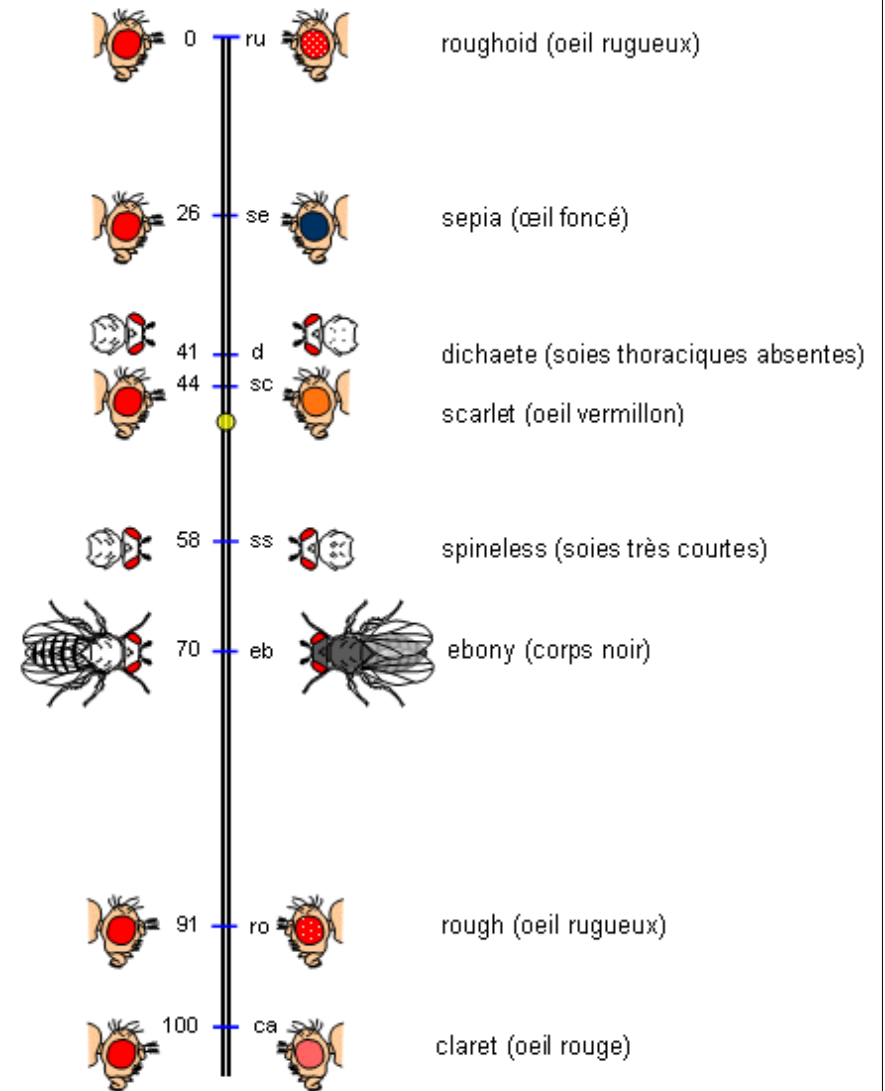 0 ru roughoid (oeil rugueux)
26 se sepia (œil foncé)
41 d dichaete (soies thoraciques absentes)
44 sc scarlet (oeil vermillon)
58 ss spineless (soies très courtes)
70 eb ebony (corps noir)
91 ro rough (oeil rugueux)
100 ca claret (oeil rouge)